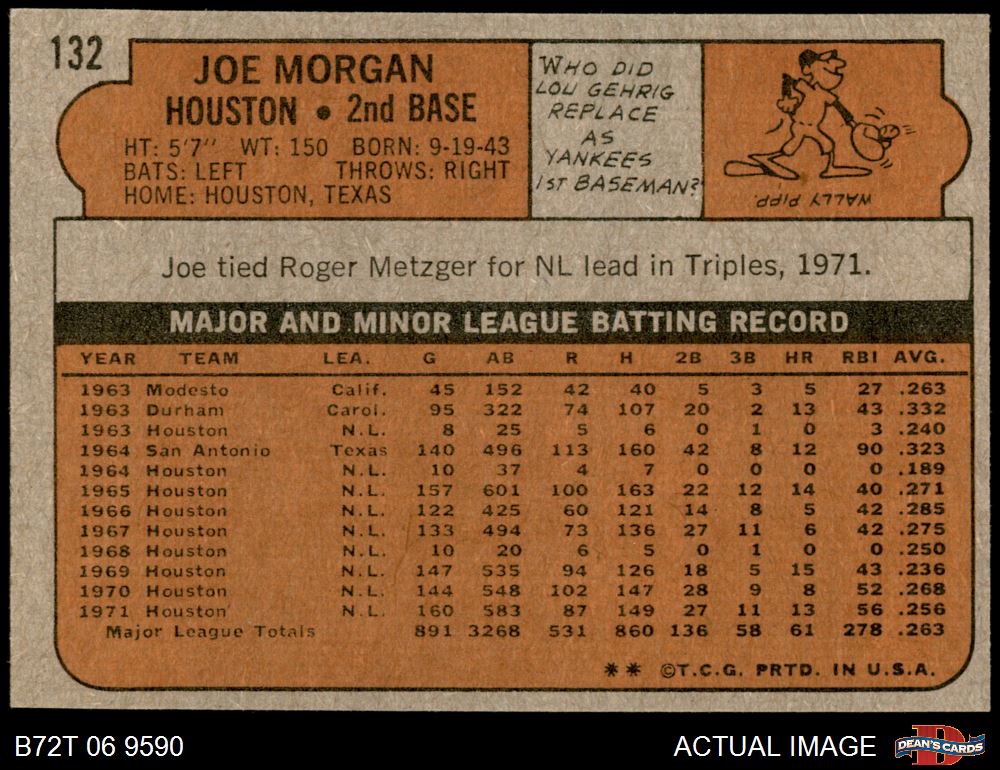 132
JOE MORGAN
HOUSTON • 2nd BASE
HT: 5'7" WT: 150 BORN: 9-19-43
BATS: LEFT THROWS: RIGHT
HOME: HOUSTON, TEXAS
WHO DID
LOU GEHRIG
REPLACE
AS
YANKEES
1ST BASEMAN?
WALLY PIPP.
Joe tied Roger Metzger for NL lead in Triples, 1971.
MAJOR AND MINOR LEAGUE BATTING RECORD
YEAR TEAM LEA. G AB R H 2B 3B HR RBI AVG.
1963 Modesto Calif. 45 152 42 40 5 3 5 27 .263
1963 Durham Carol. 95 322 74 107 20 2 13 43 .332
1963 Houston N.L. 8 25 5 6 0 1 0 3 .240
1964 San Antonio Texas 140 496 113 160 42 8 12 90 .323
1964 Houston N.L. 10 37 4 7 0 0 0 0 .189
1965 Houston N.L. 157 601 100 163 22 12 14 40 .271
1966 Houston N.L. 122 425 60 121 14 8 5 42 .285
1967 Houston N.L. 133 494 73 136 27 11 6 42 .275
1968 Houston N.L. 10 20 6 5 0 1 0 0 .250
1969 Houston N.L. 147 535 94 126 18 5 15 43 .236
1970 Houston N.L. 144 548 102 147 28 9 8 52 .268
1971 Houston N.L. 160 583 87 149 27 11 13 56 .256
Major League Totals 891 3268 531 860 136 58 61 278 .263
** ©T.C.G. PRTD. IN U.S.A.
B72T 06 9590
ACTUAL IMAGE
D
DEAN'S CARDS